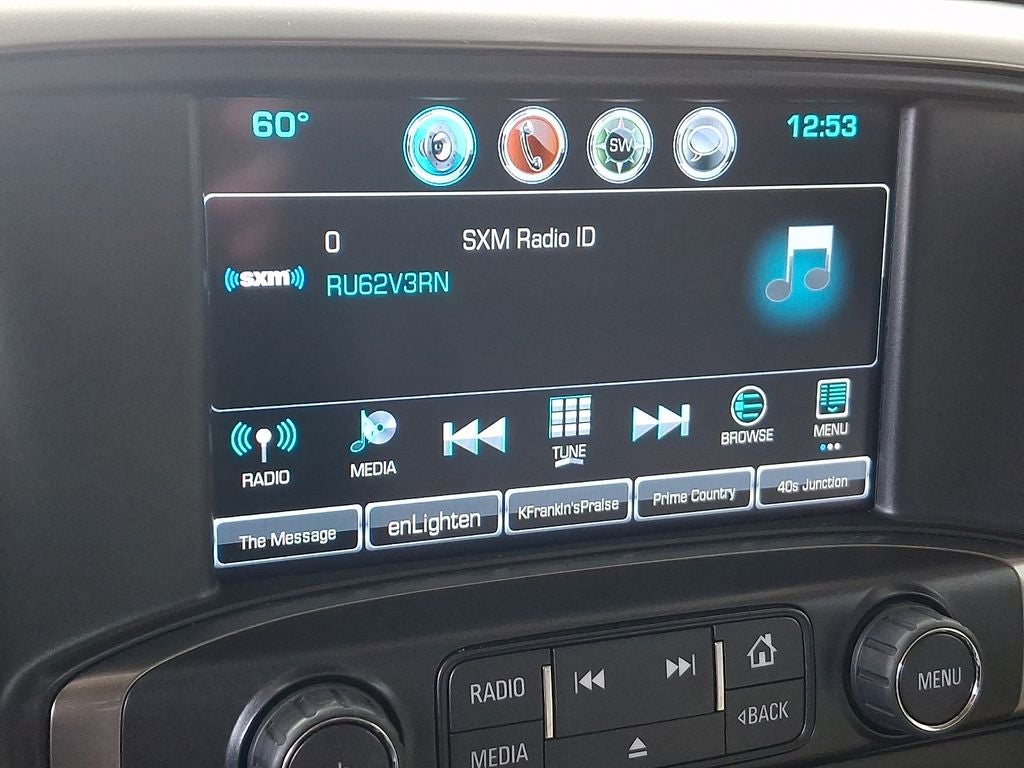 60°
SW
12:53
0
SXM Radio ID
((sxm))
RU62V3RN
RADIO
MEDIA
TUNE
BROWSE
MENU
The Message
enLighten
KFrankin'sPraise
Prime Country
40s Junction
RADIO
MENU
BACK
MEDIA